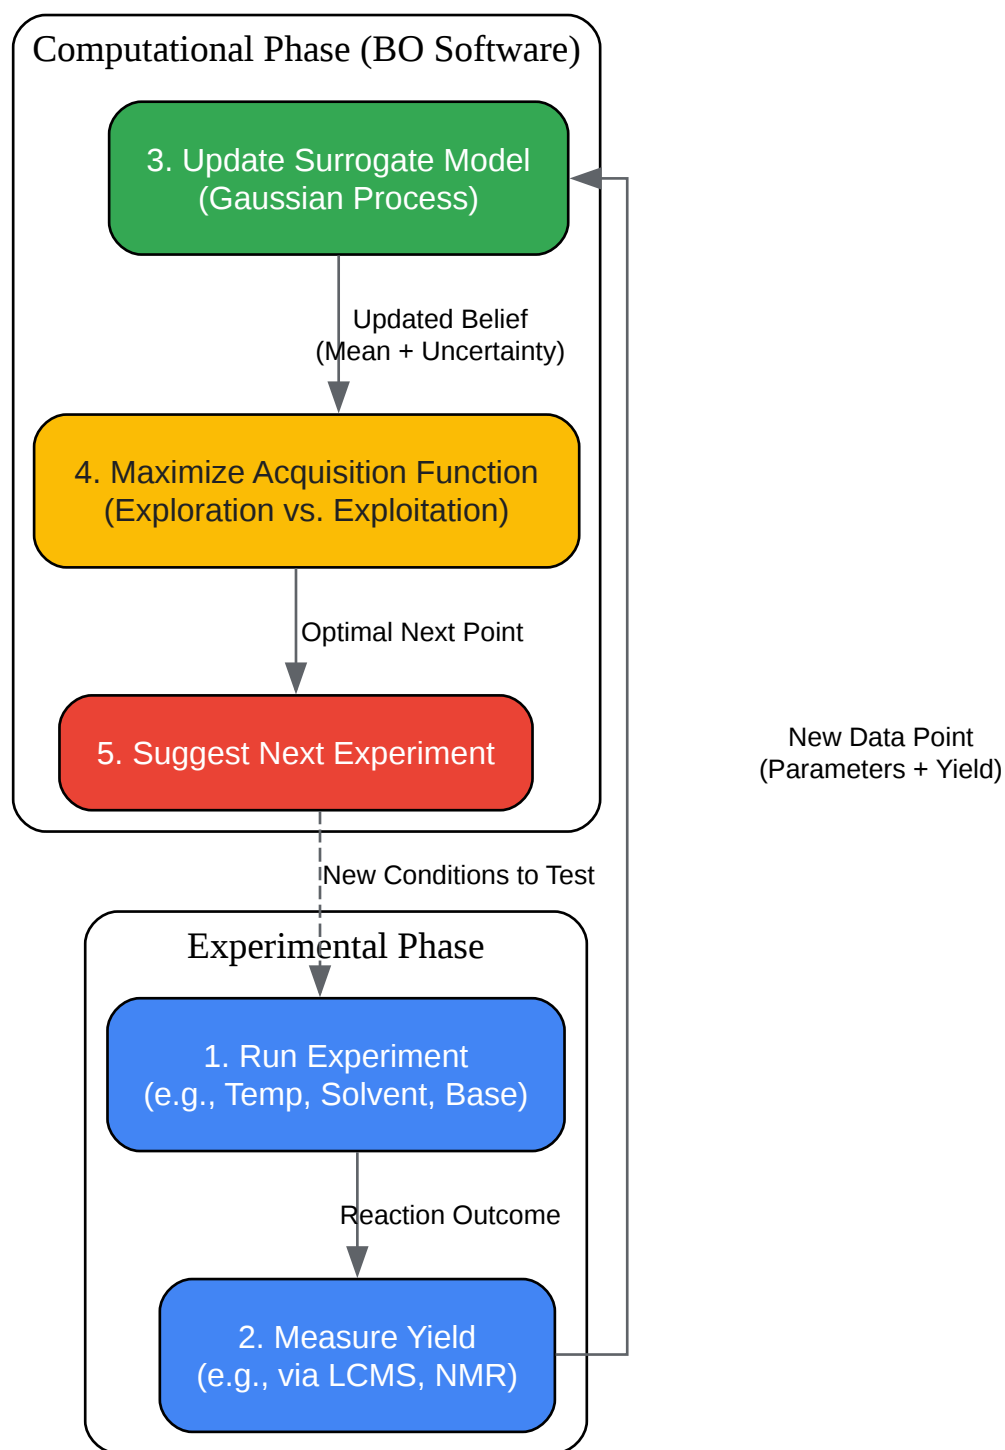 Computational Phase (BO Software)
3. Update Surrogate Model
(Gaussian Process)
Updated Belief
(Mean + Uncertainty)
4. Maximize Acquisition Function
(Exploration vs. Exploitation)
Optimal Next Point
5. Suggest Next Experiment
New Data Point
(Parameters + Yield)
New Conditions to Test
Experimental Phase
1. Run Experiment
(e.g., Temp, Solvent, Base)
Reaction Outcome
2. Measure Yield
(e.g., via LCMS, NMR)